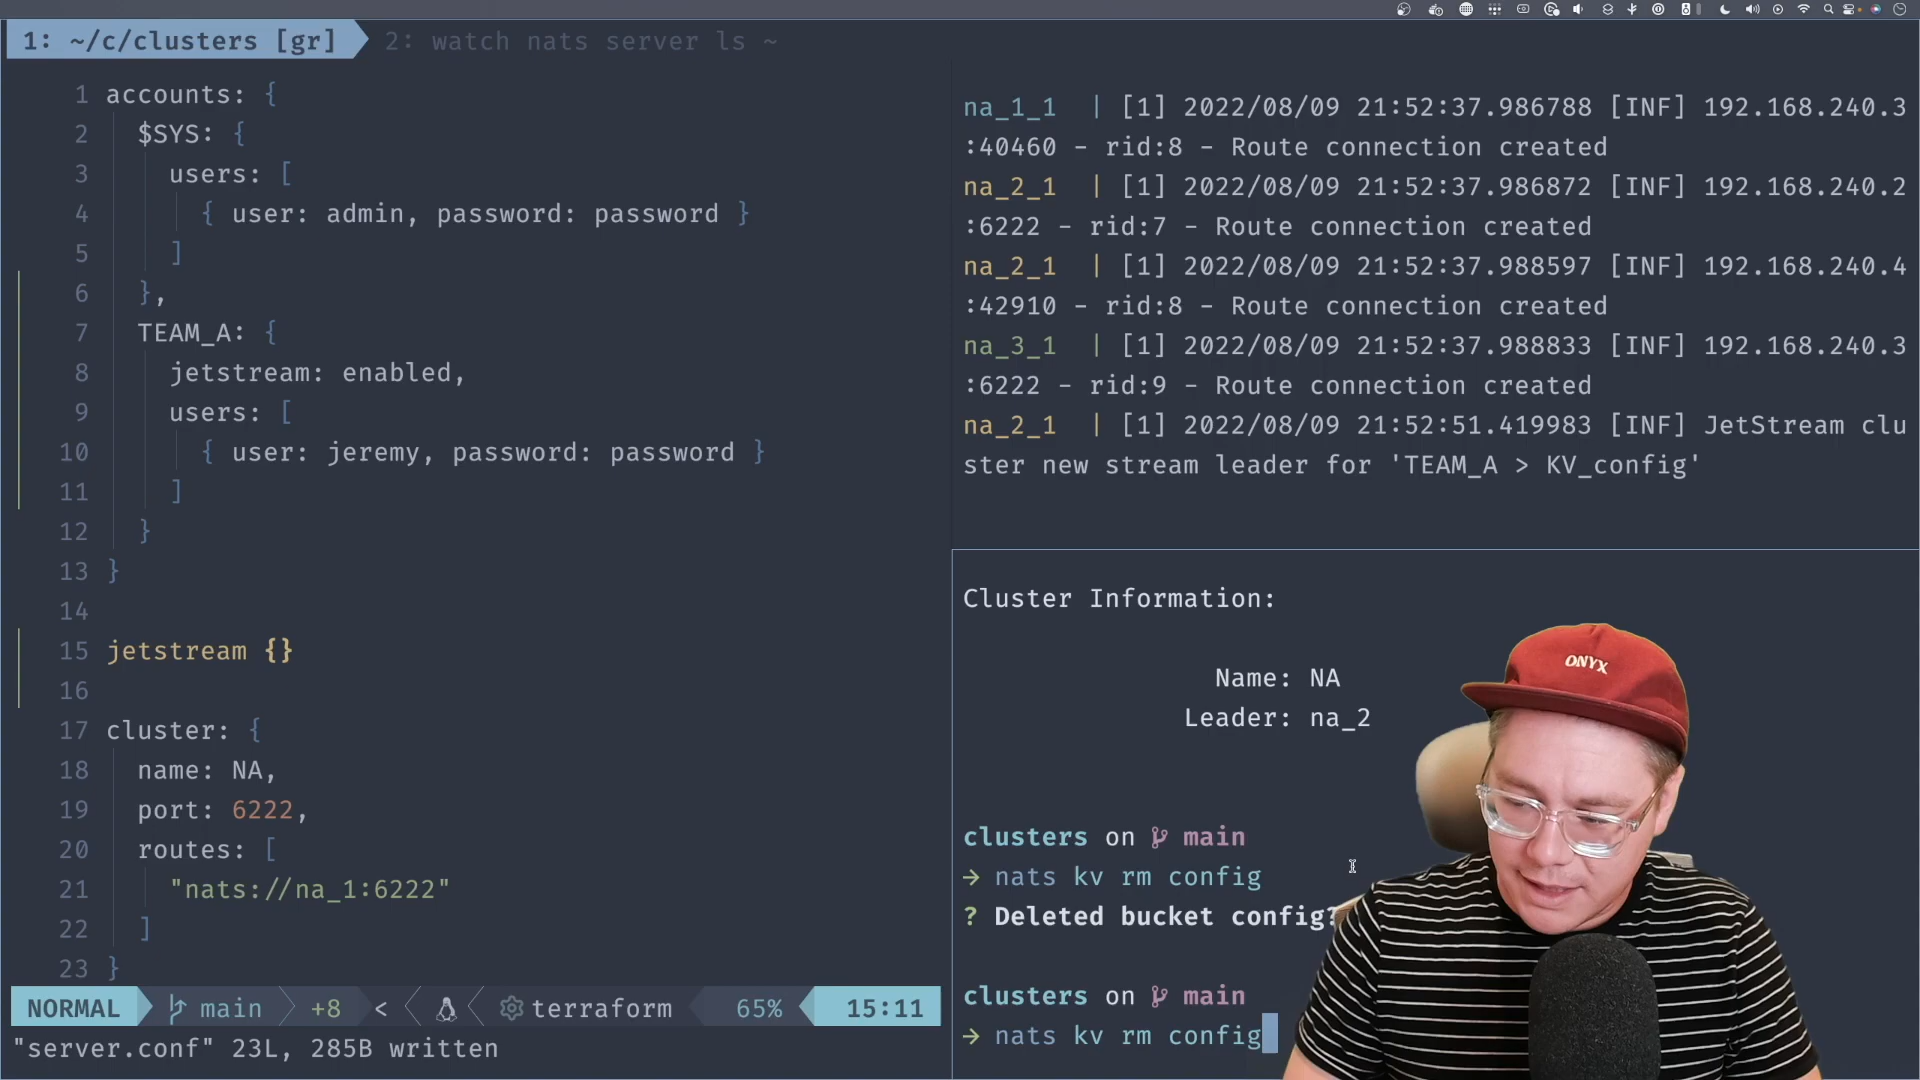 1: ~/c/clusters [gr] 2: watch nats server ls ~
1 accounts: {
2 $SYS: {
3 users: [
4 { user: admin, password: password }
5 ]
6 },
7 TEAM_A: {
8 jetstream: enabled,
9 users: [
10 { user: jeremy, password: password }
11 ]
12 }
13 }
14
15 jetstream {}
16
17 cluster: {
18 name: NA,
19 port: 6222,
20 routes: [
21 "nats://na_1:6222"
22 ]
23 }
NORMAL main +8 < terraform 65% 15:11
"server.conf" 23L, 285B written
na_1_1 | [1] 2022/08/09 21:52:37.986788 [INF] 192.168.240.3
:40460 - rid:8 - Route connection created
na_2_1 | [1] 2022/08/09 21:52:37.986872 [INF] 192.168.240.2
:6222 - rid:7 - Route connection created
na_2_1 | [1] 2022/08/09 21:52:37.988597 [INF] 192.168.240.4
:42910 - rid:8 - Route connection created
na_3_1 | [1] 2022/08/09 21:52:37.988833 [INF] 192.168.240.3
:6222 - rid:9 - Route connection created
na_2_1 | [1] 2022/08/09 21:52:51.419983 [INF] JetStream clu
ster new stream leader for 'TEAM_A > KV_config'
Cluster Information:
Name: NA
Leader: na_2
clusters on main
→ nats kv rm config
? Deleted bucket config?
clusters on main
→ nats kv rm config
ONYX